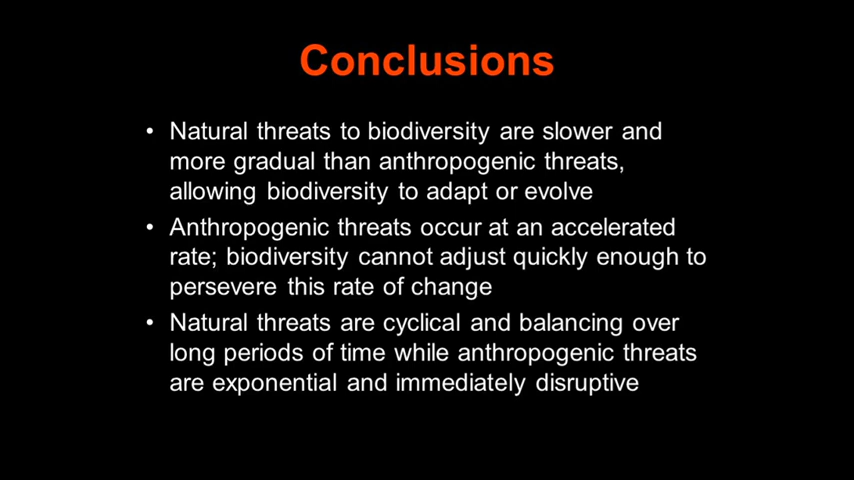 Conclusions
• Natural threats to biodiversity are slower and
more gradual than anthropogenic threats,
allowing biodiversity to adapt or evolve
• Anthropogenic threats occur at an accelerated
rate; biodiversity cannot adjust quickly enough to
persevere this rate of change
• Natural threats are cyclical and balancing over
long periods of time while anthropogenic threats
are exponential and immediately disruptive